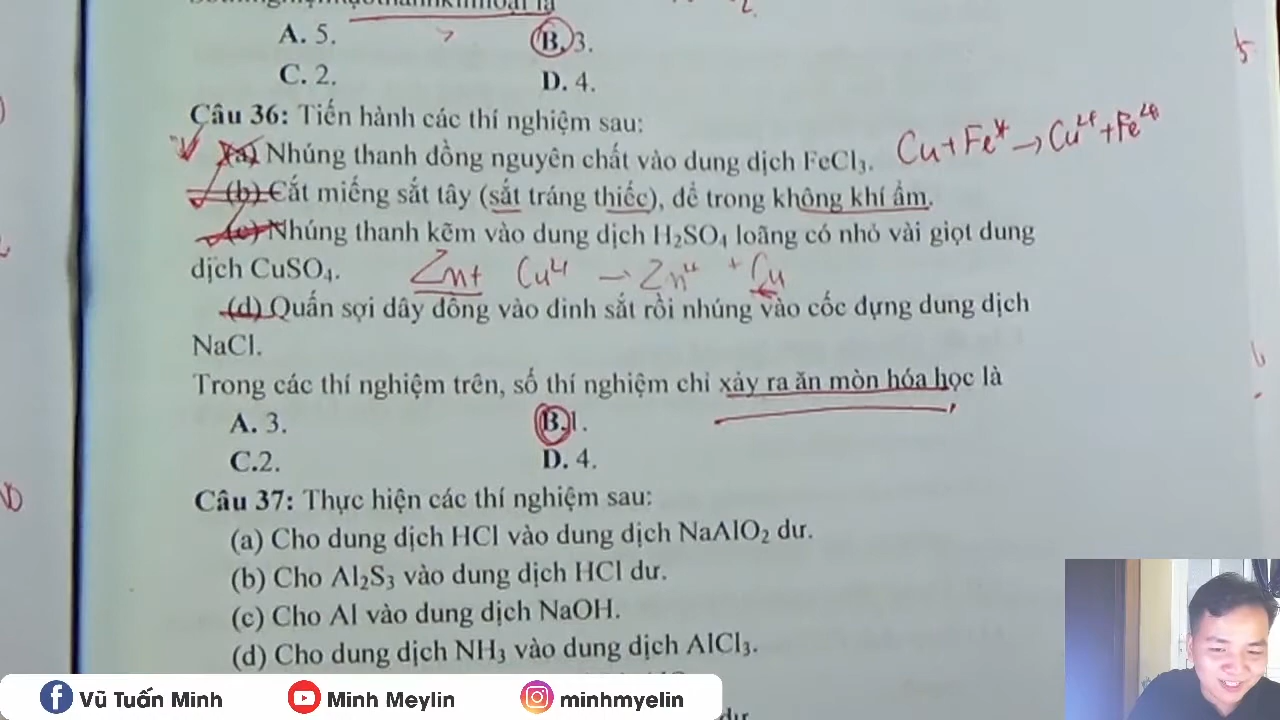 A. 5.
B. 3.
C. 2.
D. 4.
Câu 36: Tiến hành các thí nghiệm sau:
(a) Nhúng thanh đồng nguyên chất vào dung dịch FeCl₃.
Cu + Fe³⁺ → Cu²⁺ + Fe²⁺
(b) Cắt miếng sắt tây (sắt tráng thiếc), để trong không khí ẩm.
(c) Nhúng thanh kẽm vào dung dịch H₂SO₄ loãng có nhỏ vài giọt dung
dịch CuSO₄.
Zn + Cu²⁺ → Zn²⁺ + Cu
(d) Quấn sợi dây đồng vào đinh sắt rồi nhúng vào cốc đựng dung dịch
NaCl.
Trong các thí nghiệm trên, số thí nghiệm chỉ xảy ra ăn mòn hóa học là
A. 3.
B. 1.
C.2.
D. 4.
Câu 37: Thực hiện các thí nghiệm sau:
(a) Cho dung dịch HCl vào dung dịch NaAlO₂ dư.
(b) Cho Al₂S₃ vào dung dịch HCl dư.
(c) Cho Al vào dung dịch NaOH.
(d) Cho dung dịch NH₃ vào dung dịch AlCl₃.
Vũ Tuấn Minh
Minh Meylin
minhmyelin